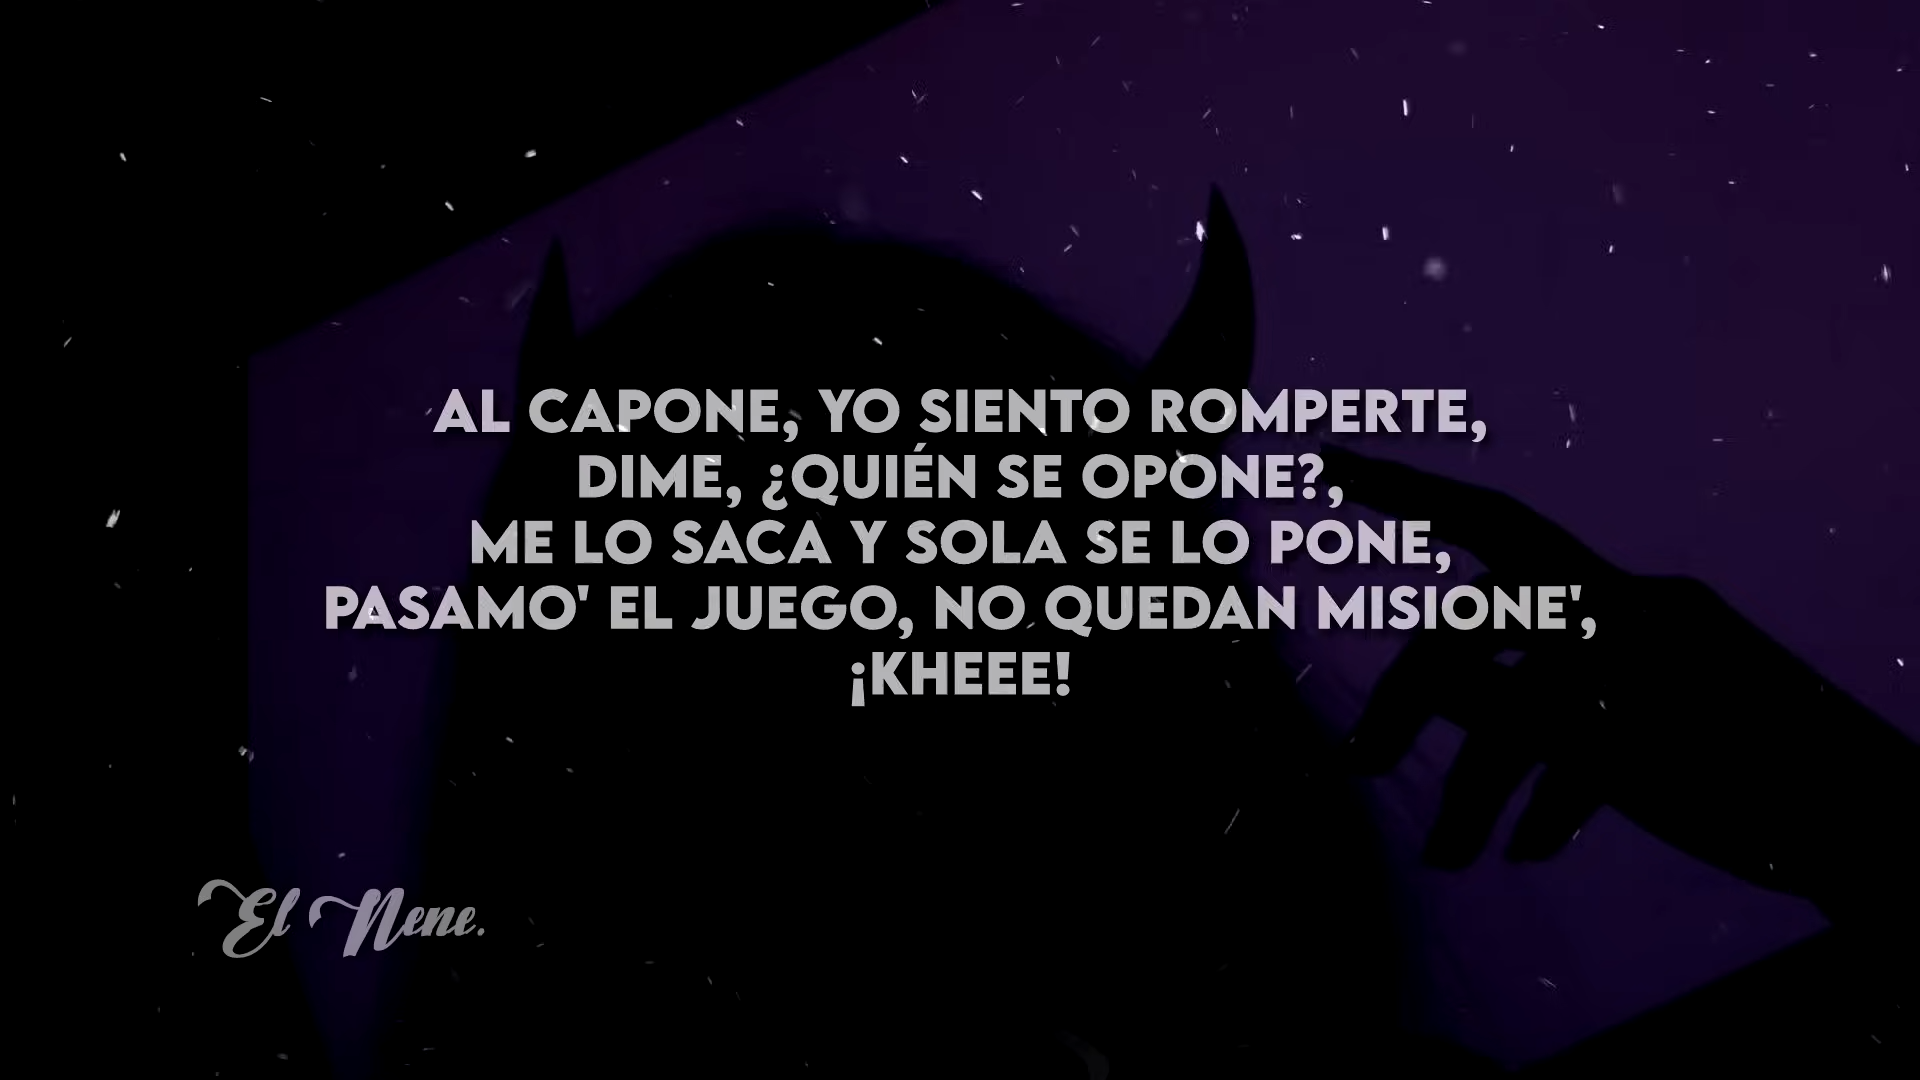 AL CAPONE, YO SIENTO ROMPERTE,
DIME, ¿QUIÉN SE OPONE?,
ME LO SACA Y SOLA SE LO PONE,
PASAMO' EL JUEGO, NO QUEDAN MISIONE',
¡KHEEE!
El Nene.